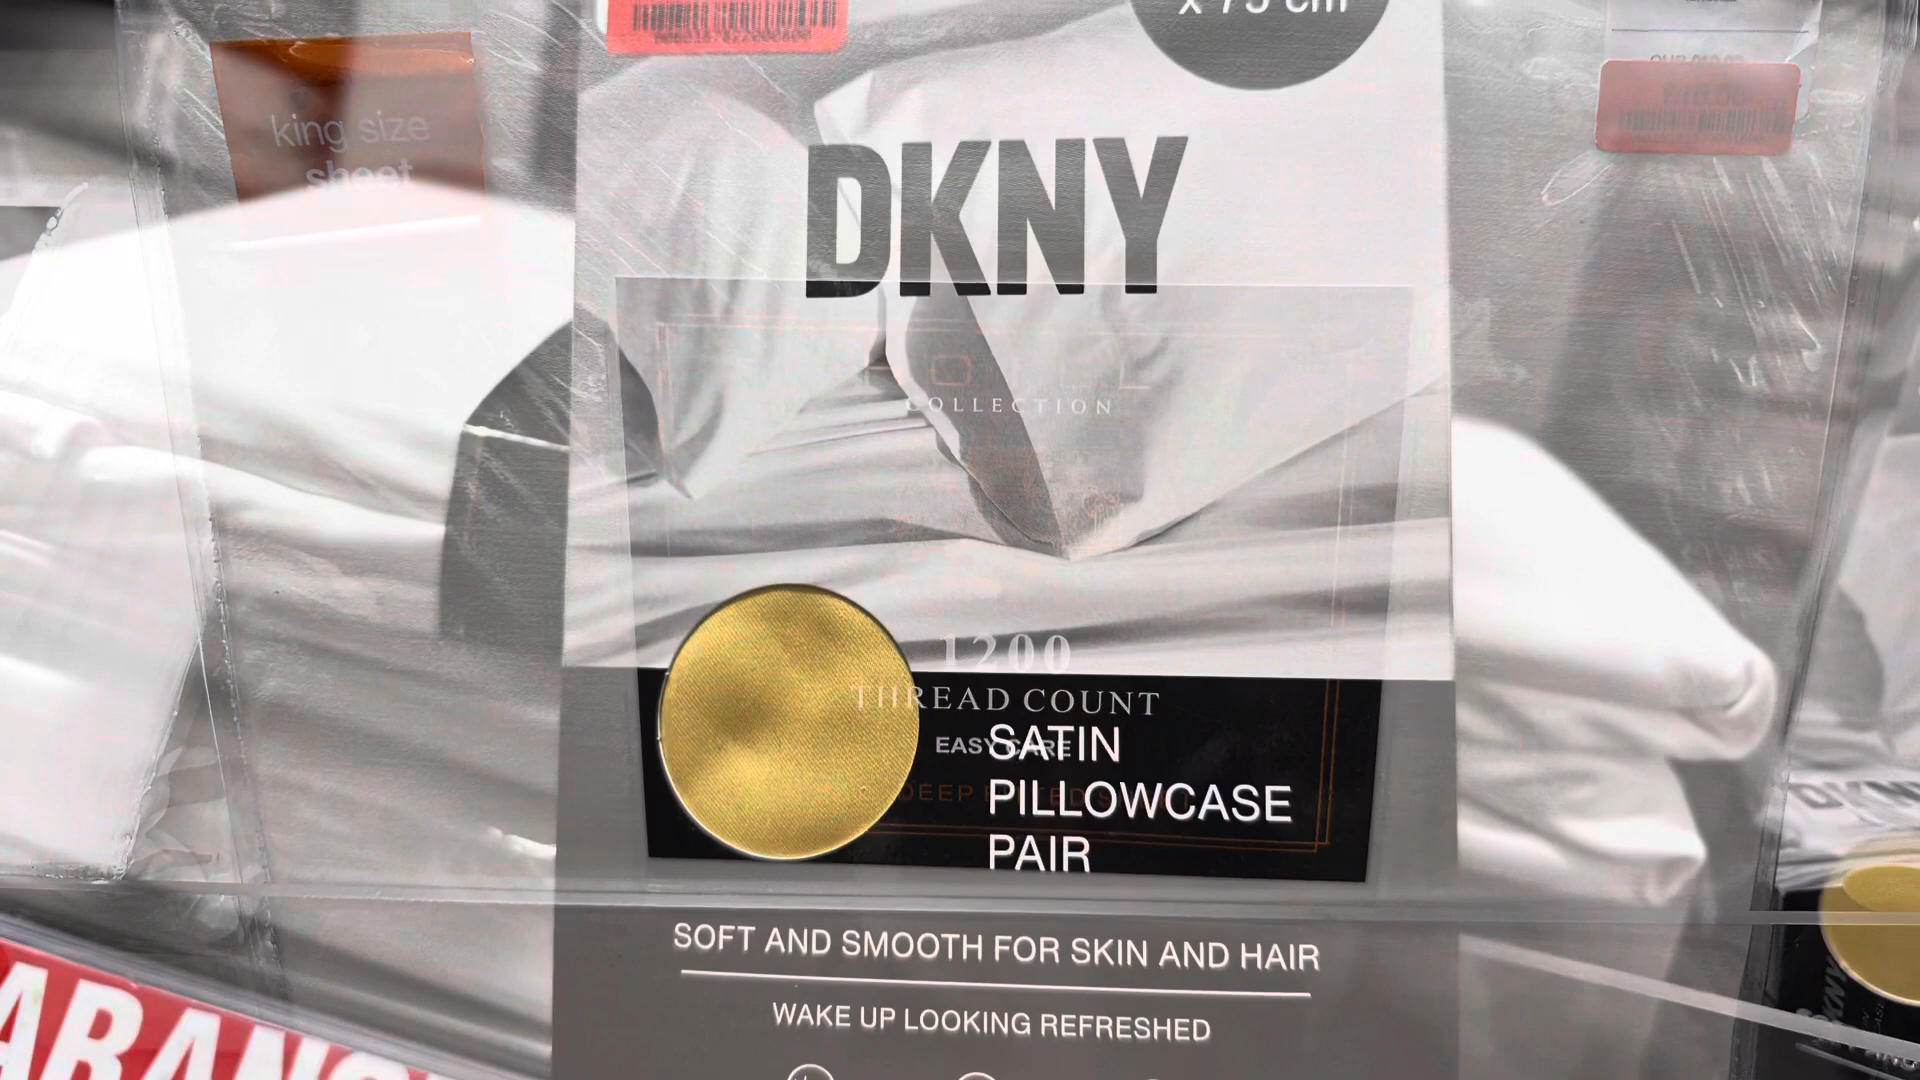 x 75 cm
king size
sheet
DKNY
COLLECTION
1200
THREAD COUNT
EASY CARE
SATIN
DEEP
PILLOWCASE
PAIR
SOFT AND SMOOTH FOR SKIN AND HAIR
WAKE UP LOOKING REFRESHED
DKNY